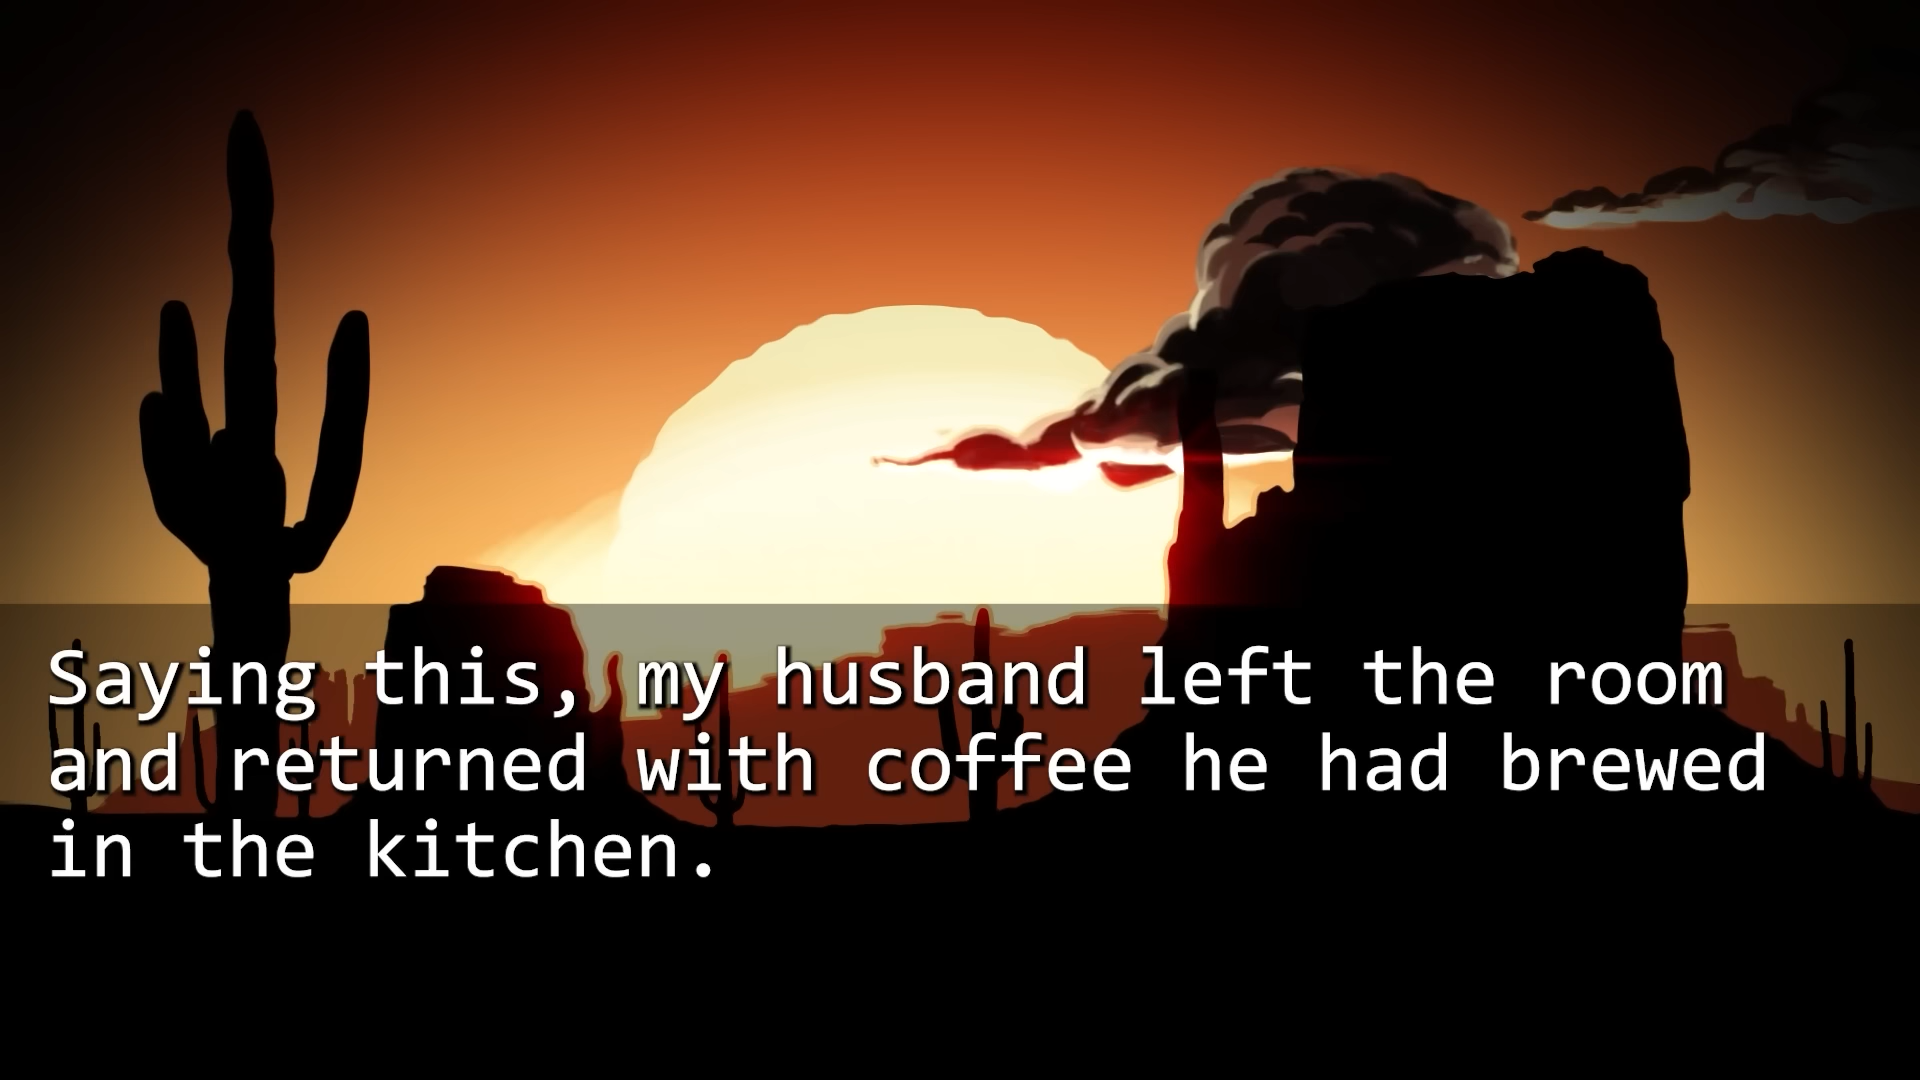 Saying this, my husband left the room
and returned with coffee he had brewed
in the kitchen.